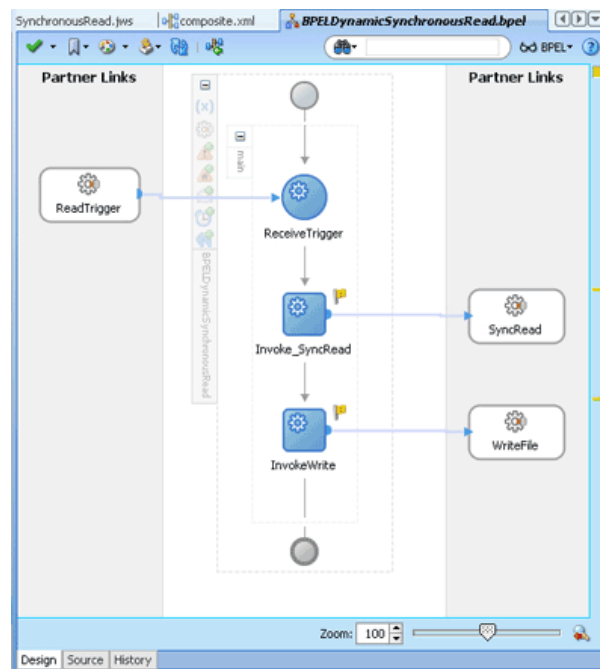 SynchronousRead.jws
composite.xml
BPELDynamicSynchronousRead.bpel
BPEL
Partner Links
Partner Links
main
ReadTrigger
ReceiveTrigger
BPELDynamicSynchronousRead
Invoke_SyncRead
SyncRead
InvokeWrite
WriteFile
Zoom: 100
Design Source History